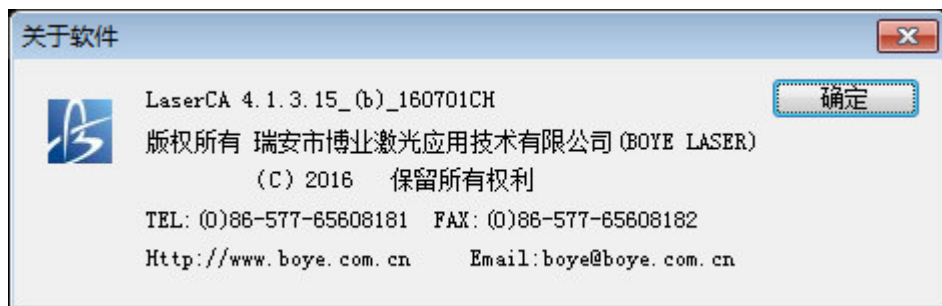 关于软件
LaserCA 4.1.3.15_(b)_160701CH
确定
版权所有 瑞安市博业激光应用技术有限公司(BOYE LASER)
(C) 2016 保留所有权利
TEL:(0)86-577-65608181 FAX:(0)86-577-65608182
Http://www.boye.com.cn Email:boye@boye.com.cn